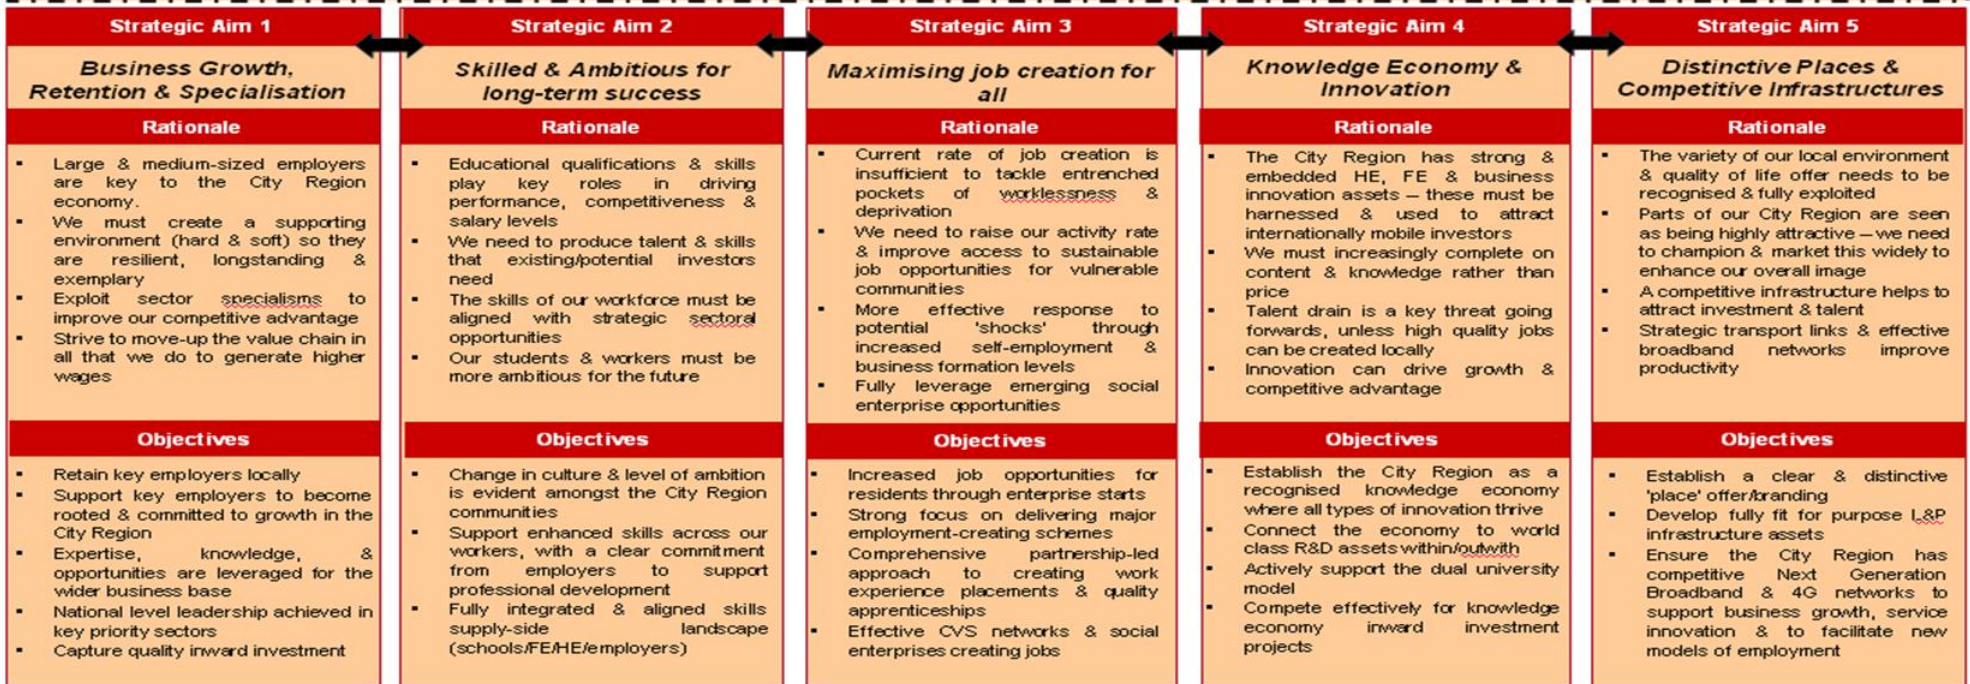 Strategic Aim 1
Business Growth,
Retention & Specialisation
Rationale
▪ Large & medium-sized employers
are key to the City Region
economy.
▪ We must create a supporting
environment (hard & soft) so they
are resilient, longstanding &
exemplary
▪ Exploit sector specialisms to
improve our competitive advantage
▪ Strive to move-up the value chain in
all that we do to generate higher
wages
Objectives
▪ Retain key employers locally
▪ Support key employers to become
rooted & committed to growth in the
City Region
▪ Expertise, knowledge, &
opportunities are leveraged for the
wider business base
▪ National level leadership achieved in
key priority sectors
▪ Capture quality inward investment
Strategic Aim 2
Skilled & Ambitious for
long-term success
Rationale
▪ Educational qualifications & skills
play key roles in driving
performance, competitiveness &
salary levels
▪ We need to produce talent & skills
that existing/potential investors
need
▪ The skills of our workforce must be
aligned with strategic sectoral
opportunities
▪ Our students & workers must be
more ambitious for the future
Objectives
▪ Change in culture & level of ambition
is evident amongst the City Region
communities
▪ Support enhanced skills across our
workers, with a clear commitment
from employers to support
professional development
▪ Fully integrated & aligned skills
supply-side landscape
(schools/FE/HE/employers)
Strategic Aim 3
Maximising job creation for
all
Rationale
▪ Current rate of job creation is
insufficient to tackle entrenched
pockets of worklessness &
deprivation
▪ We need to raise our activity rate
& improve access to sustainable
job opportunities for vulnerable
communities
▪ More effective response to
potential 'shocks' through
increased self-employment &
business formation levels
▪ Fully leverage emerging social
enterprise opportunities
Objectives
▪ Increased job opportunities for
residents through enterprise starts
▪ Strong focus on delivering major
employment-creating schemes
▪ Comprehensive partnership-led
approach to creating work
experience placements & quality
apprenticeships
▪ Effective CVS networks & social
enterprises creating jobs
Strategic Aim 4
Knowledge Economy &
Innovation
Rationale
▪ The City Region has strong &
embedded HE, FE & business
innovation assets – these must be
harnessed & used to attract
internationally mobile investors
▪ We must increasingly complete on
content & knowledge rather than
price
▪ Talent drain is a key threat going
forwards, unless high quality jobs
can be created locally
▪ Innovation can drive growth &
competitive advantage
Objectives
▪ Establish the City Region as a
recognised knowledge economy
where all types of innovation thrive
▪ Connect the economy to world
class R&D assets within/outwith
▪ Actively support the dual university
model
▪ Compete effectively for knowledge
economy inward investment
projects
Strategic Aim 5
Distinctive Places &
Competitive Infrastructures
Rationale
▪ The variety of our local environment
& quality of life offer needs to be
recognised & fully exploited
▪ Parts of our City Region are seen
as being highly attractive – we need
to champion & market this widely to
enhance our overall image
▪ A competitive infrastructure helps to
attract investment & talent
▪ Strategic transport links & effective
broadband networks improve
productivity
Objectives
▪ Establish a clear & distinctive
'place' offer/branding
▪ Develop fully fit for purpose L&P
infrastructure assets
▪ Ensure the City Region has
competitive Next Generation
Broadband & 4G networks to
support business growth, service
innovation & to facilitate new
models of employment